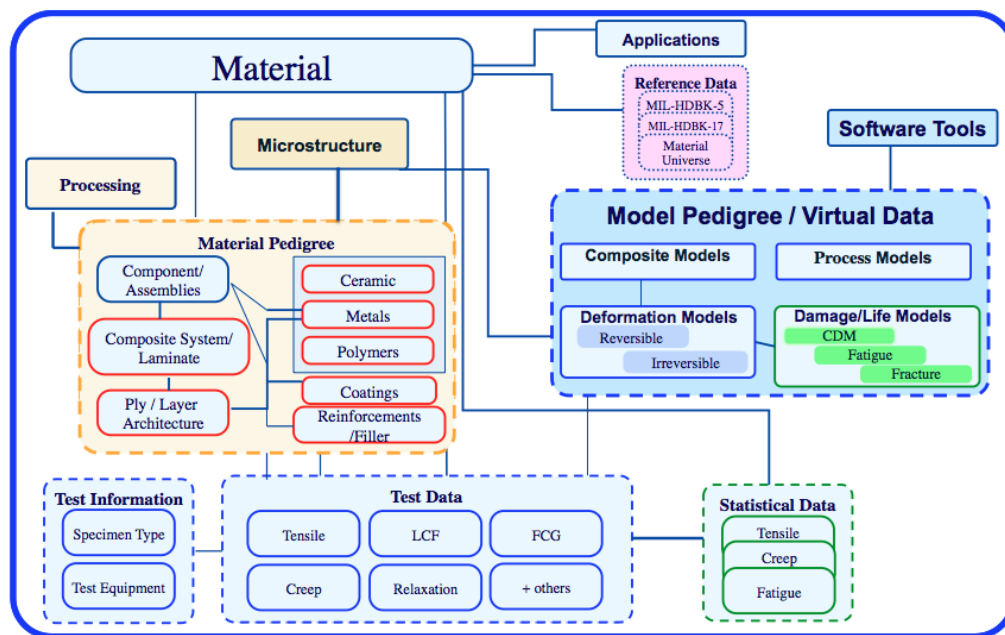 Material
Applications
Reference Data
MIL-HDBK-5
MIL-HDBK-17
Material
Universe
Software Tools
Microstructure
Processing
Material Pedigree
Component/
Assemblies
Composite System/
Laminate
Ply / Layer
Architecture
Ceramic
Metals
Polymers
Coatings
Reinforcements
/Filler
Model Pedigree / Virtual Data
Composite Models
Process Models
Deformation Models
Reversible
Irreversible
Damage/Life Models
CDM
Fatigue
Fracture
Test Information
Specimen Type
Test Equipment
Test Data
Tensile
LCF
FCG
Creep
Relaxation
+ others
Statistical Data
Tensile
Creep
Fatigue